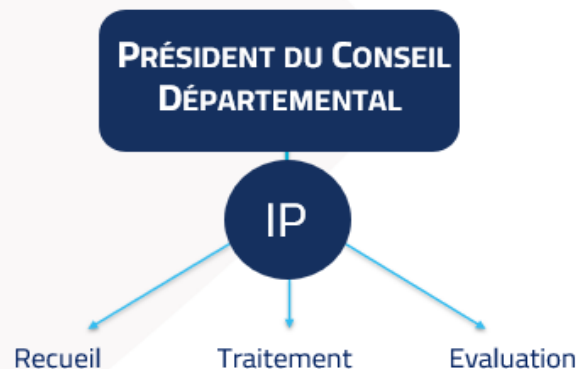 PRÉSIDENT DU CONSEIL
DÉPARTEMENTAL
IP
Recueil Traitement Evaluation